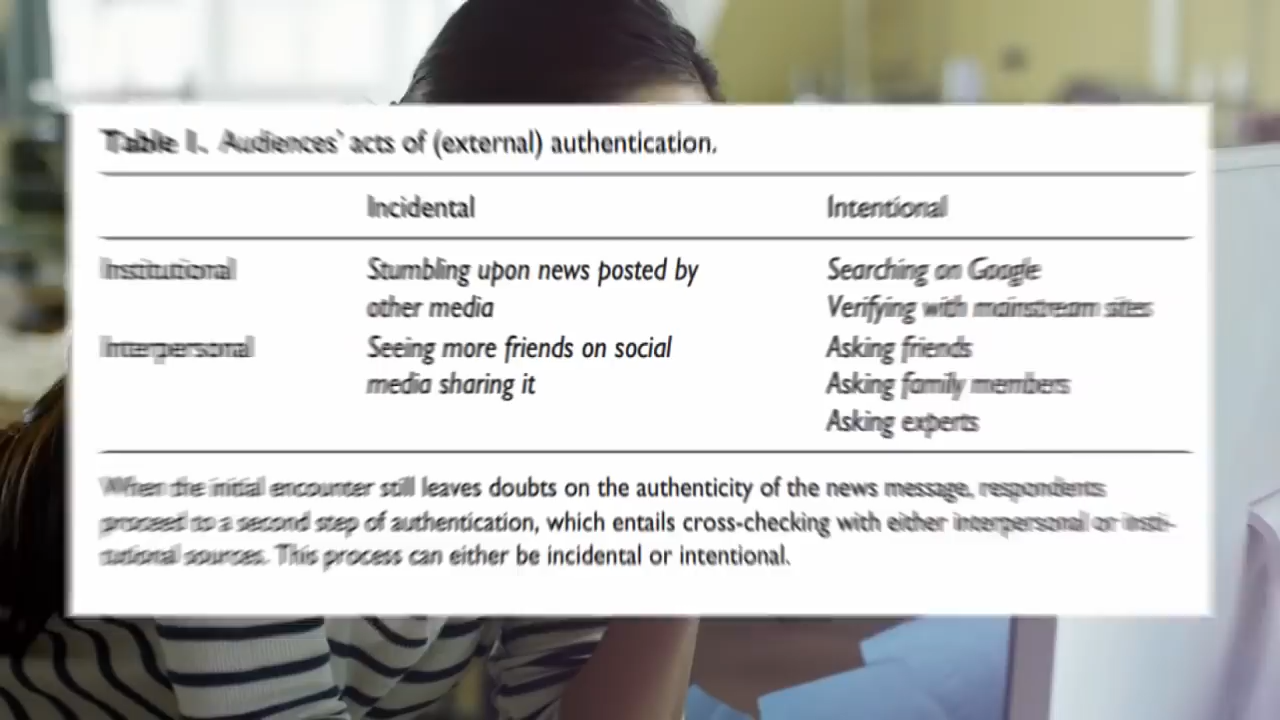 Table 1. Audiences' acts of (external) authentication.
Incidental Intentional
Institutional Stumbling upon news posted by Searching on Google
other media Verifying with mainstream sites
Interpersonal Seeing more friends on social Asking friends
media sharing it Asking family members
Asking experts
When the initial encounter still leaves doubts on the authenticity of the news message, respondents
proceed to a second step of authentication, which entails cross-checking with either interpersonal or insti-
tutional sources. This process can either be incidental or intentional.